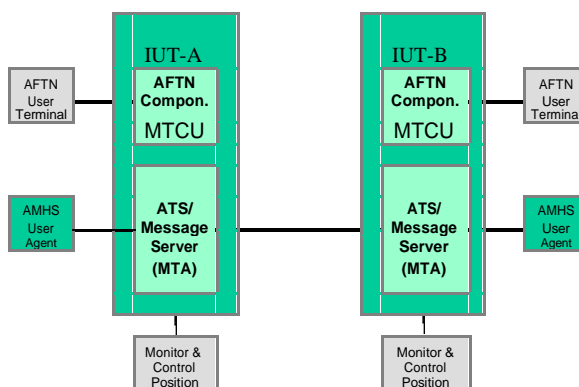 IUT-A
AFTN
Compon.
MTCU
ATS/
Message
Server
(MTA)
AFTN
User
Terminal
AMHS
User
Agent
Monitor &
Control
Position
IUT-B
AFTN
Compon.
MTCU
ATS/
Message
Server
(MTA)
AFTN
User
Termina
AMHS
User
Agent
Monitor &
Control
Position